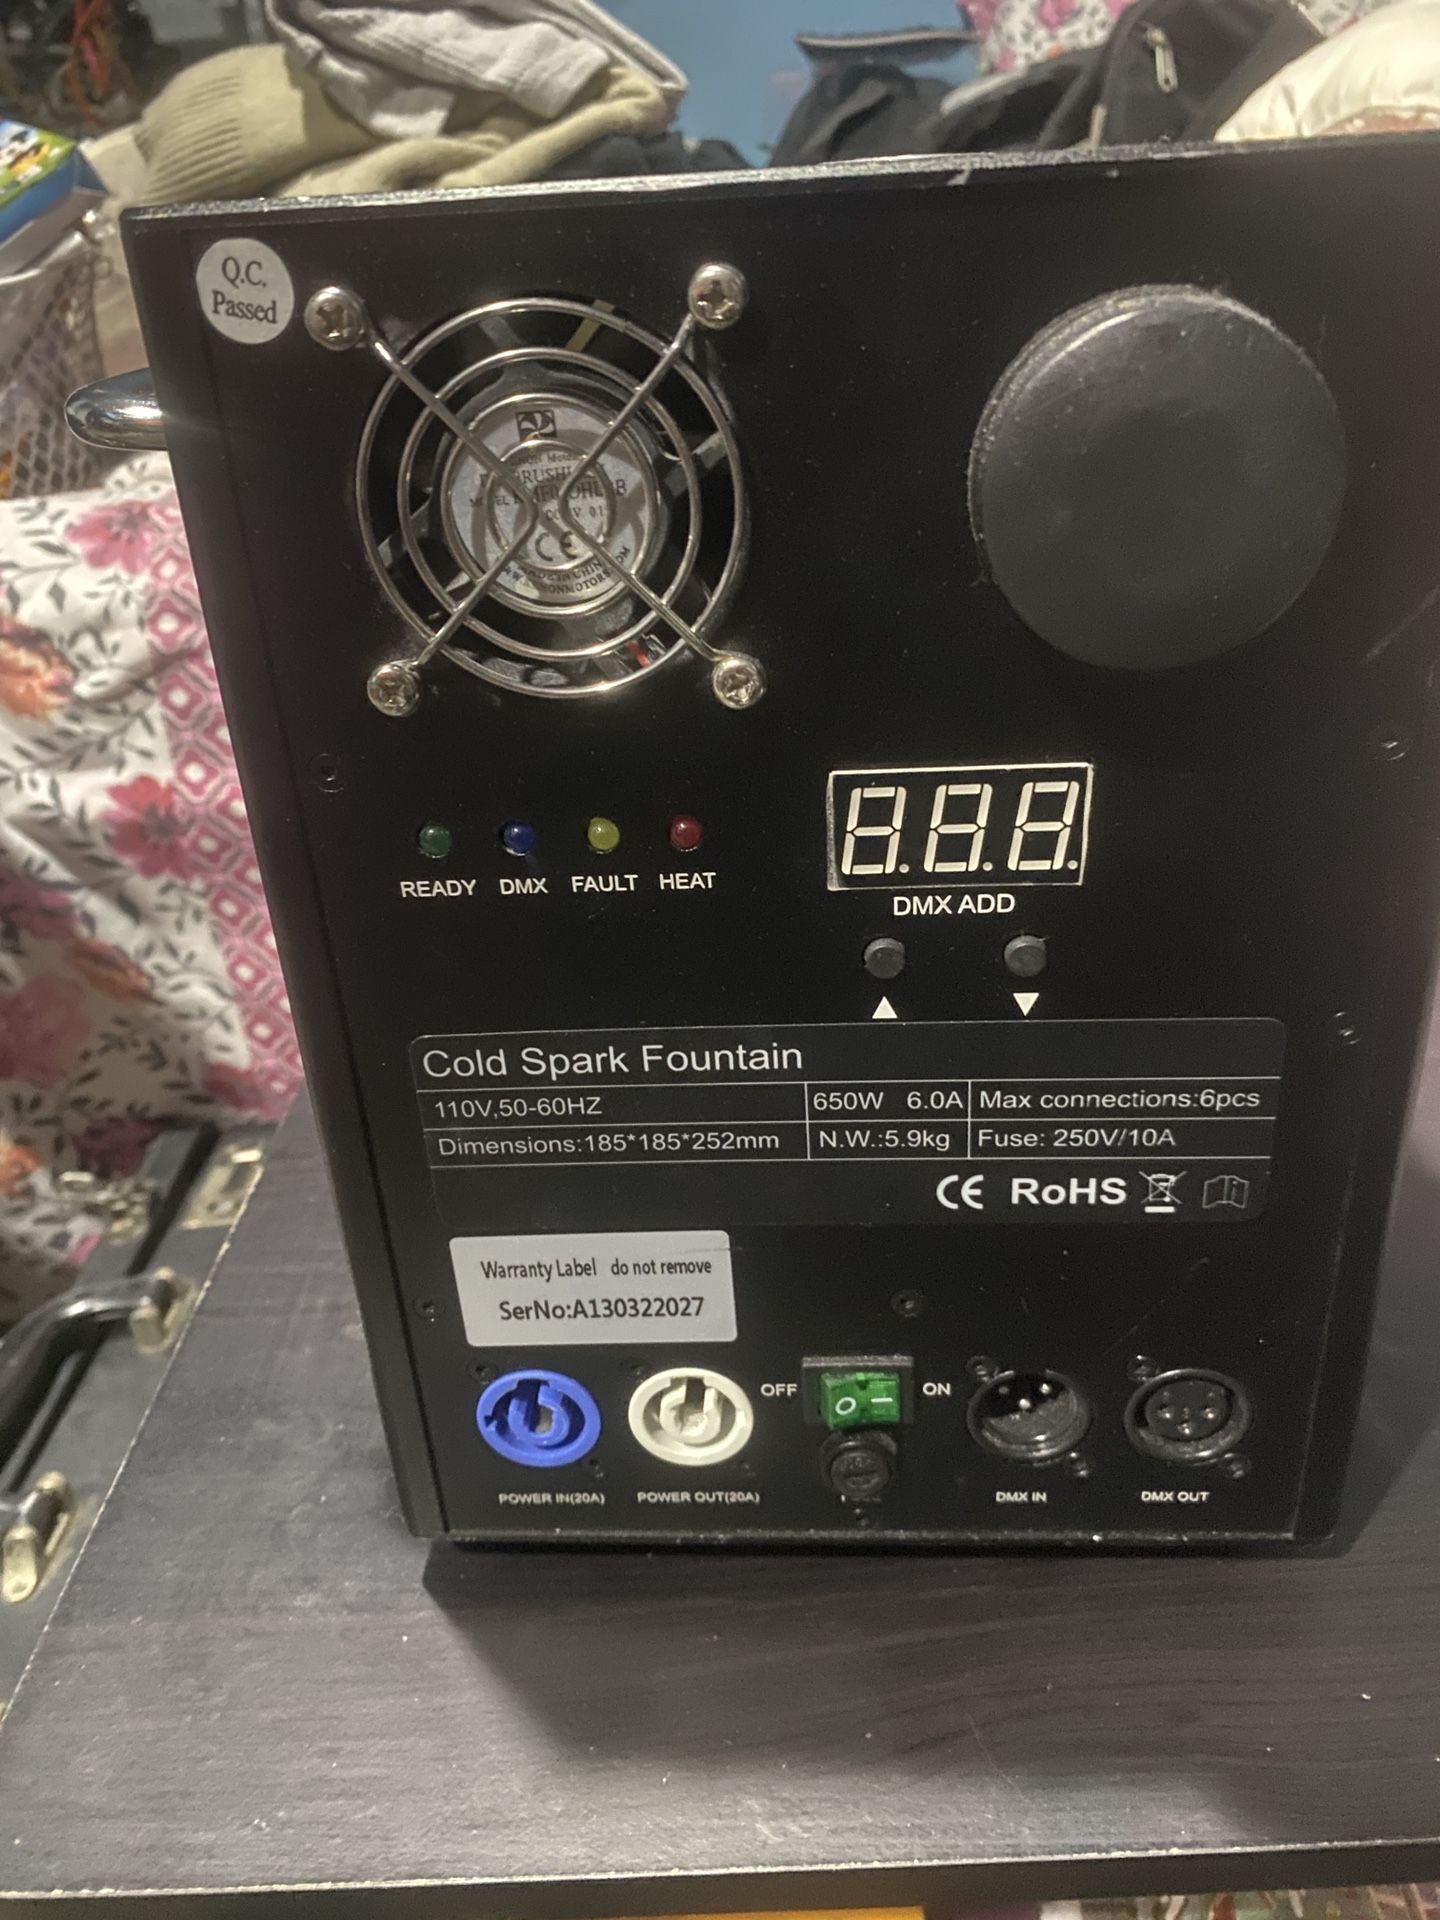 Q.C.
Passed
CE
READY DMX FAULT HEAT
DMX ADD
▲ ▼
Cold Spark Fountain
110V,50-60HZ 650W 6.0A Max connections:6pcs
Dimensions:185*185*252mm N.W.:5.9kg Fuse: 250V/10A
CE RoHS
Warranty Label do not remove
SerNo:A130322027
OFF O I ON
POWER IN(20A) POWER OUT(20A) DMX IN DMX OUT